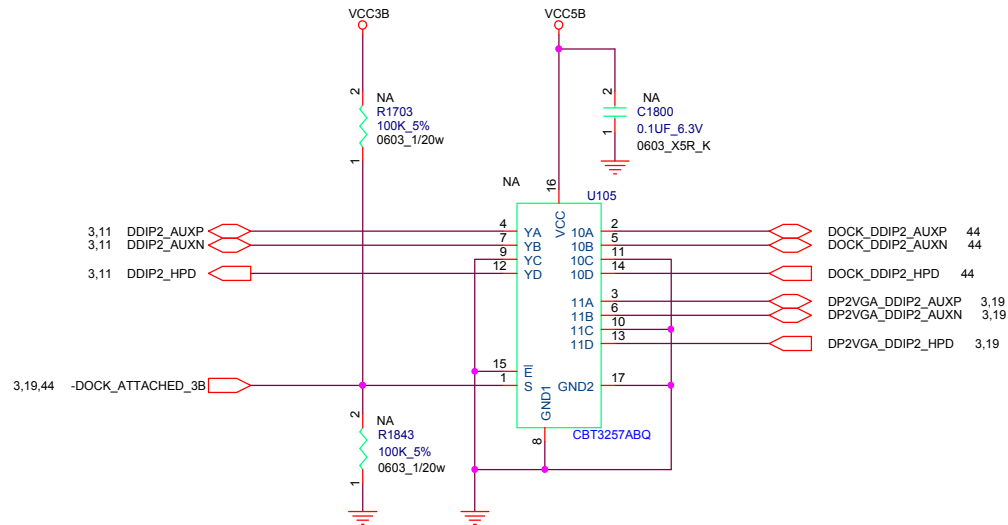 VCC3B
VCC5B
2
NA
R1703
100K_5%
0603_1/20w
1
2
NA
C1800
0.1UF_6.3V
1
0603_X5R_K
NA
16
U105
VCC
3,11 DDIP2_AUXP
4 YA
10A 2
DOCK_DDIP2_AUXP 44
3,11 DDIP2_AUXN
7 YB
10B 5
DOCK_DDIP2_AUXN 44
9 YC
10C 11
3,11 DDIP2_HPD
12 YD
10D 14
DOCK_DDIP2_HPD 44
11A 3
DP2VGA_DDIP2_AUXP 3,19
11B 6
DP2VGA_DDIP2_AUXN 3,19
11C 10
11D 13
DP2VGA_DDIP2_HPD 3,19
15 E
3,19,44 -DOCK_ATTACHED_3B
1 S
GND1
GND2 17
8
CBT3257ABQ
2
NA
R1843
100K_5%
0603_1/20w
1